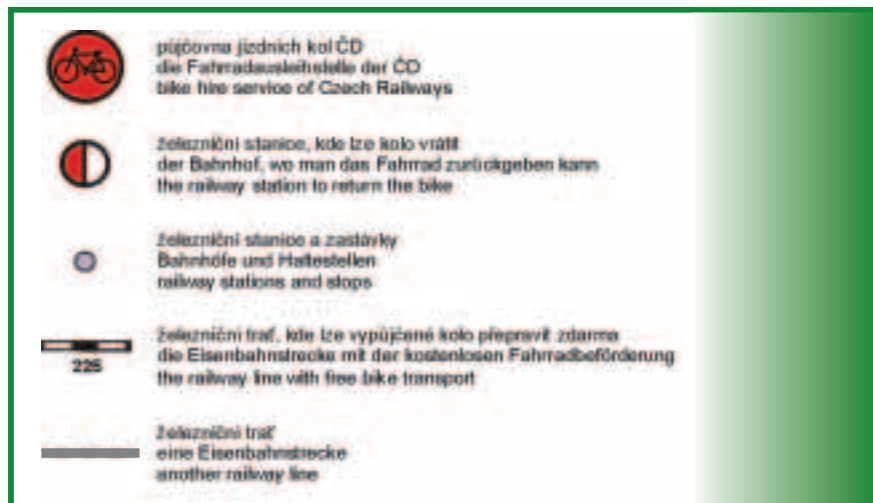 půjčovna jízdních kol ČD
die Fahrradausleihstelle der ČD
bike hire service of Czech Railways
železniční stanice, kde lze kolo vrátit
der Bahnhof, wo man das Fahrrad zurückgeben kann
the railway station to return the bike
železniční stanice a zastávky
Bahnhöfe und Haltestellen
railway stations and stops
železniční trať, kde lze vypůjčené kolo přepravit zdarma
die Eisenbahnstrecke mit der kostenlosen Fahrradbeförderung
225
the railway line with free bike transport
železniční trať
eine Eisenbahnstrecke
another railway line